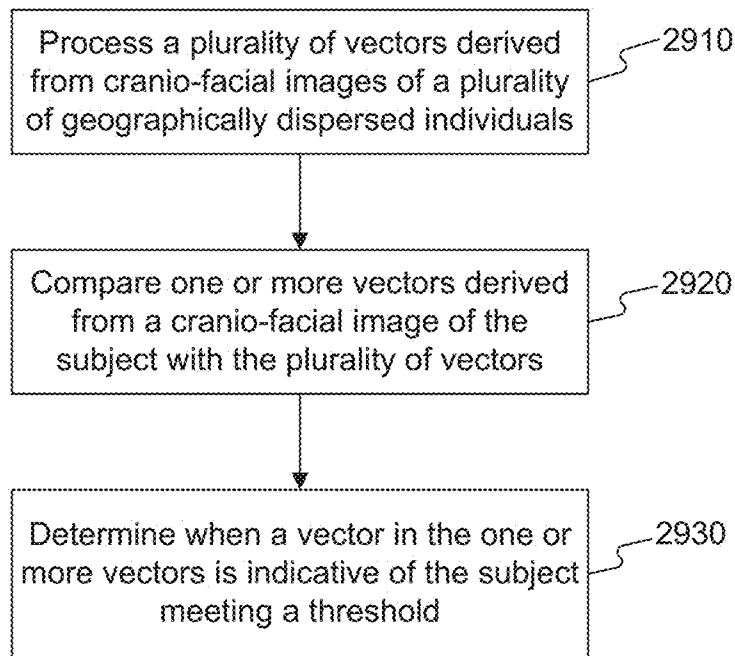 Process a plurality of vectors derived
from cranio-facial images of a plurality
of geographically dispersed individuals
2910
Compare one or more vectors derived
from a cranio-facial image of the
subject with the plurality of vectors
2920
Determine when a vector in the one or
more vectors is indicative of the subject
meeting a threshold
2930